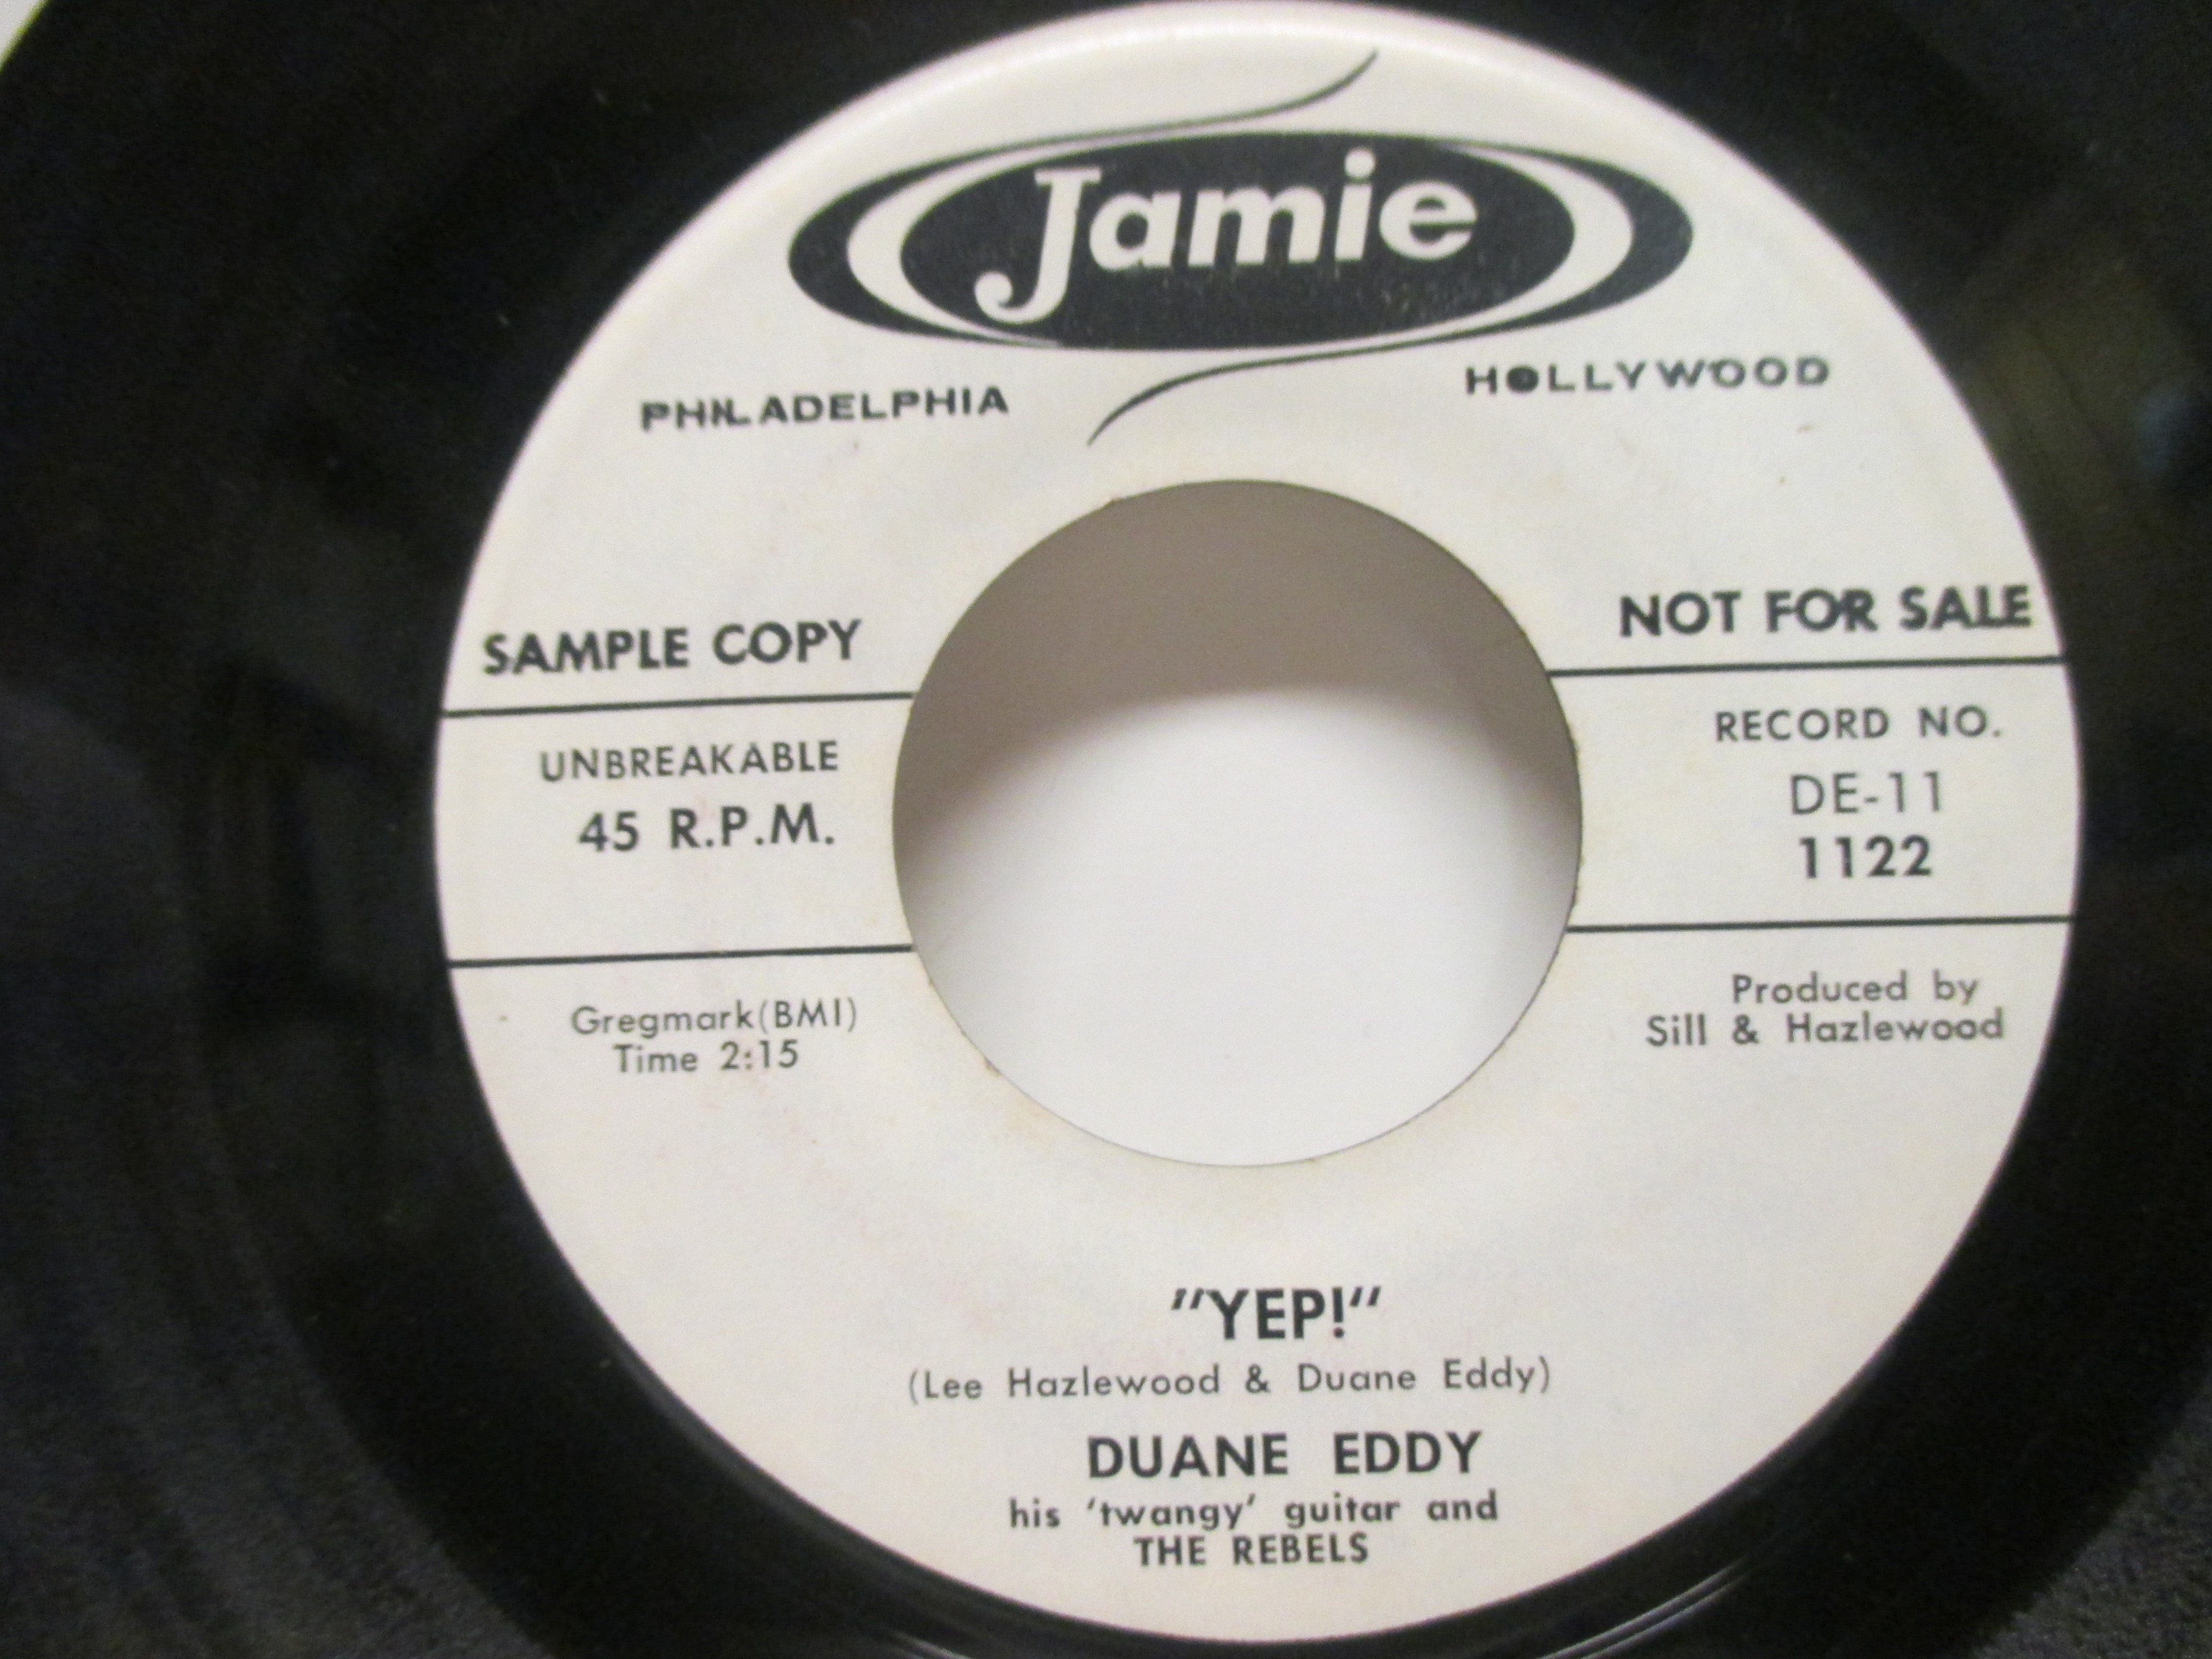 Jamie
PHILADELPHIA
HOLLYWOOD
SAMPLE COPY
NOT FOR SALE
UNBREAKABLE
45 R.P.M.
RECORD NO.
DE-11
1122
Gregmark(BMI)
Time 2:15
Produced by
Sill & Hazlewood
"YEP!"
(Lee Hazlewood & Duane Eddy)
DUANE EDDY
his 'twangy' guitar and
THE REBELS